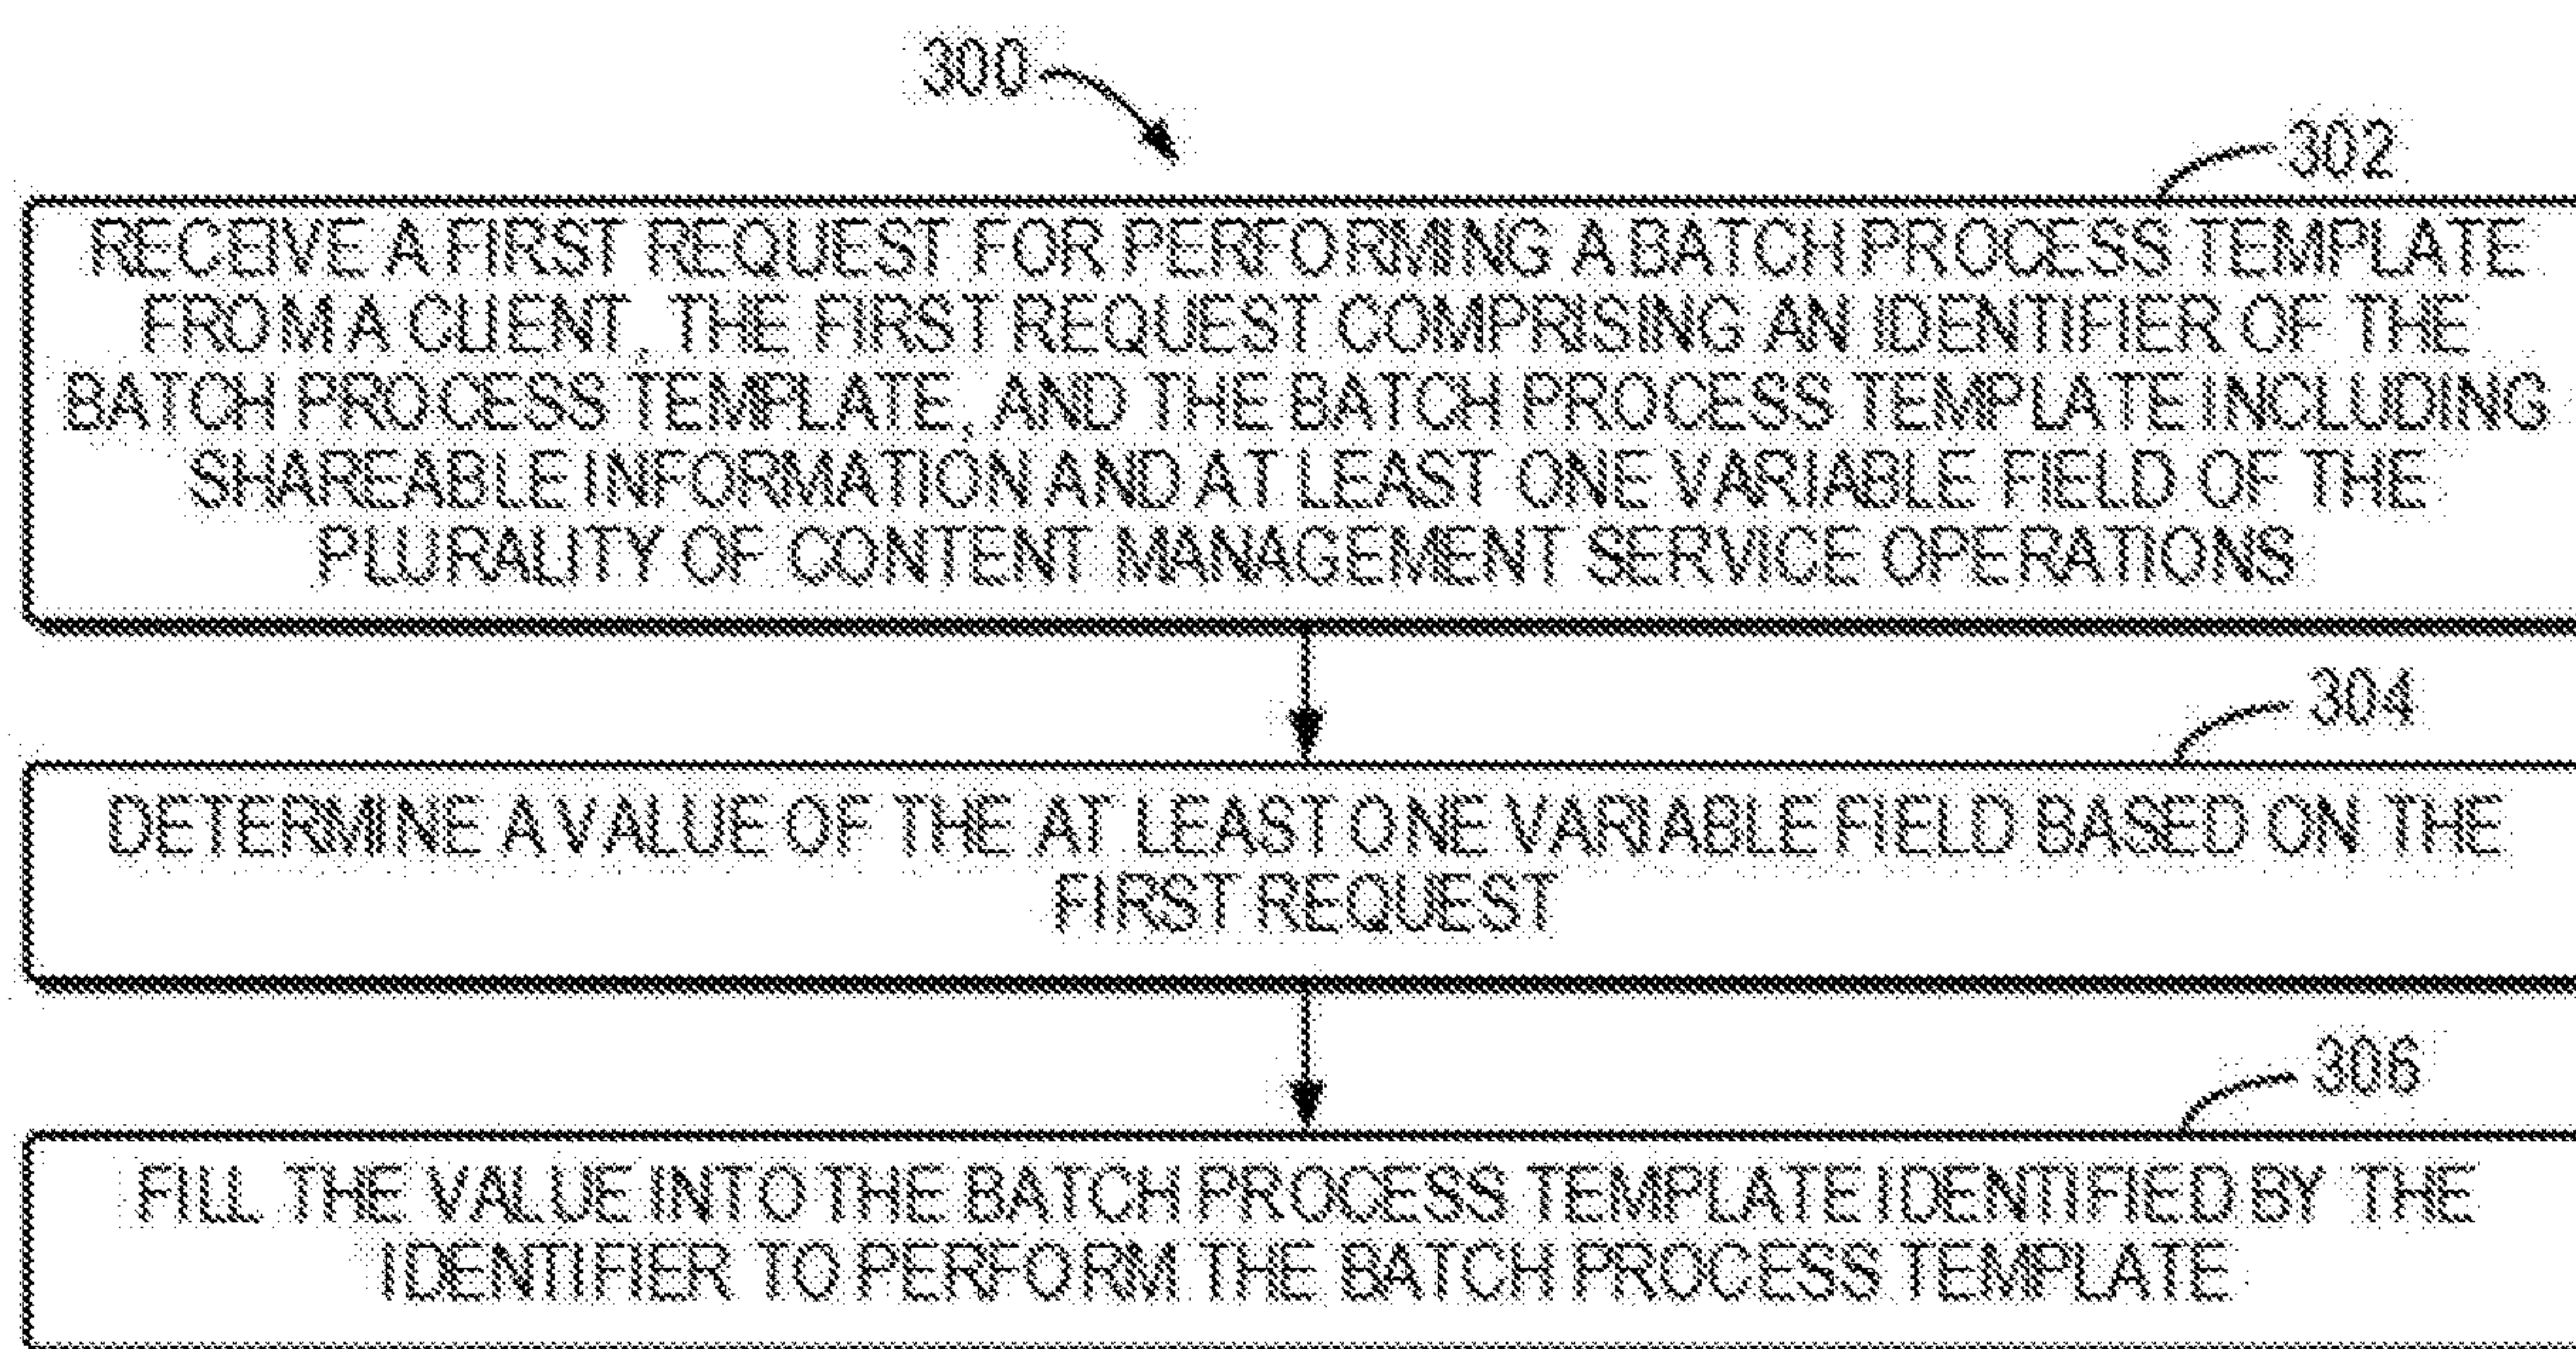 300
302
RECEIVE A FIRST REQUEST FOR PERFORMING A BATCH PROCESS TEMPLATE
FROM A CLIENT, THE FIRST REQUEST COMPRISING AN IDENTIFIER OF THE
BATCH PROCESS TEMPLATE, AND THE BATCH PROCESS TEMPLATE INCLUDING
SHAREABLE INFORMATION AND AT LEAST ONE VARIABLE FIELD OF THE
PLURALITY OF CONTENT MANAGEMENT SERVICE OPERATIONS
304
DETERMINE A VALUE OF THE AT LEAST ONE VARIABLE FIELD BASED ON THE
FIRST REQUEST
306
FILL THE VALUE INTO THE BATCH PROCESS TEMPLATE IDENTIFIED BY THE
IDENTIFIER TO PERFORM THE BATCH PROCESS TEMPLATE